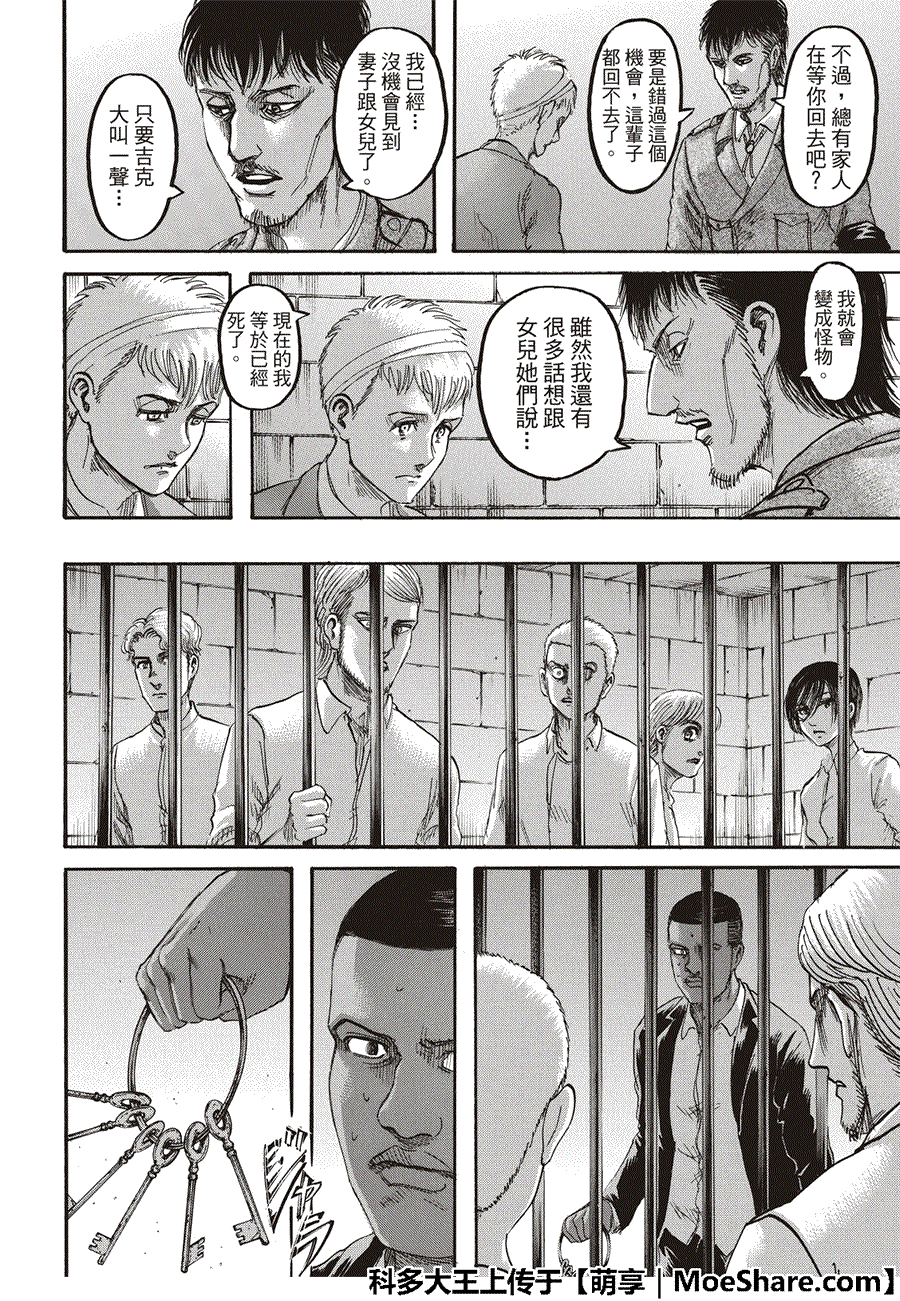 不過，總有家人
在等你回去吧？
要是錯過這個
機會，這輩子
都回不去了。
我已經…
沒機會見到
妻子跟女兒了。
只要吉克
大叫一聲…
我就會
變成怪物。
雖然我還有
很多話想跟
女兒她們說…
現在的我
等於已經
死了。
ジャラ
科多大王上传于【萌享｜MoeShare.com】